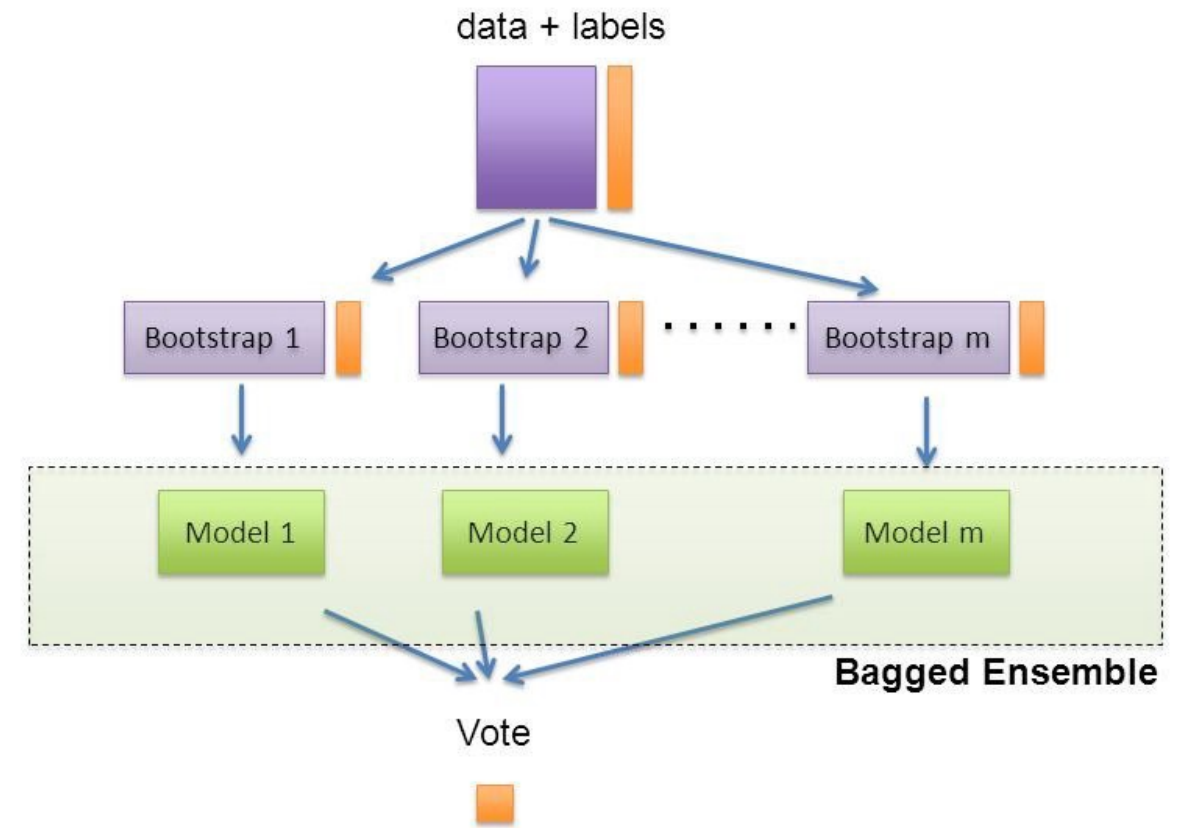 data + labels
Bootstrap 1
Bootstrap 2
......
Bootstrap m
Model 1
Model 2
Model m
Bagged Ensemble
Vote